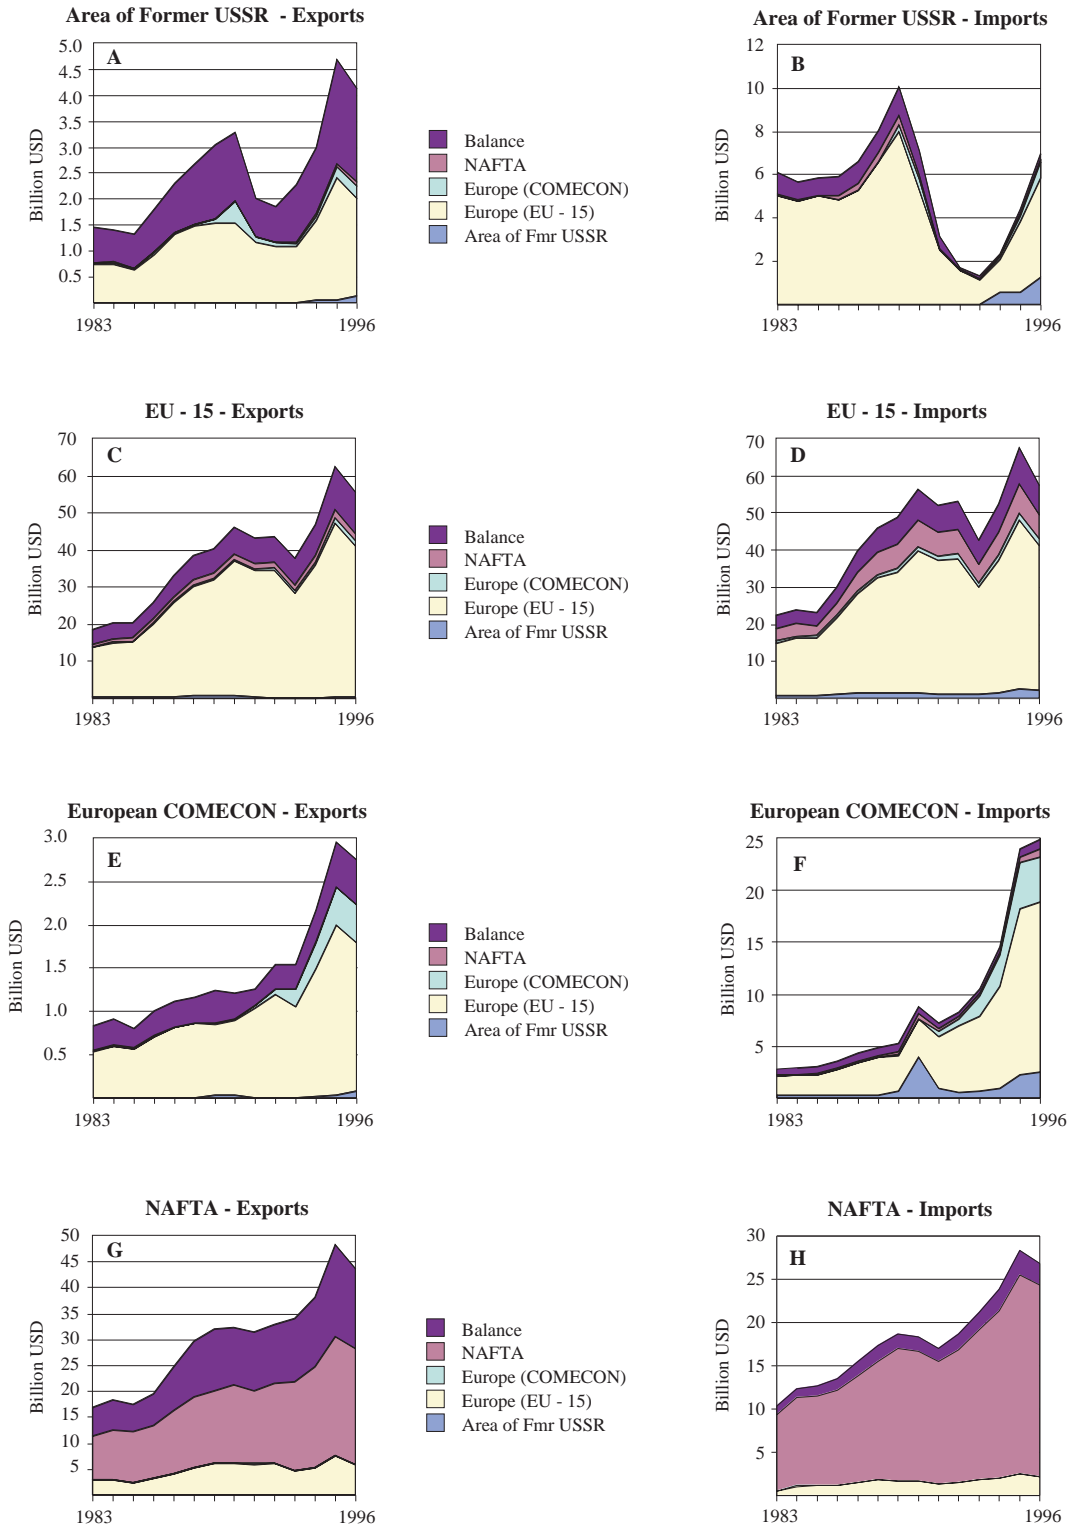 Area of Former USSR - Exports
A
5.0
4.5
4.0
3.5
3.0
2.5
2.0
1.5
1.0
0.5
Billion USD
1983
1996
Balance
NAFTA
Europe (COMECON)
Europe (EU - 15)
Area of Fmr USSR
Area of Former USSR - Imports
B
12
10
8
6
4
2
Billion USD
1983
1996
EU - 15 - Exports
C
70
60
50
40
30
20
10
Billion USD
1983
1996
Balance
NAFTA
Europe (COMECON)
Europe (EU - 15)
Area of Fmr USSR
EU - 15 - Imports
D
70
60
50
40
30
20
10
Billion USD
1983
1996
European COMECON - Exports
E
3.0
2.5
2.0
1.5
1.0
0.5
Billion USD
1983
1996
Balance
NAFTA
Europe (COMECON)
Europe (EU - 15)
Area of Fmr USSR
European COMECON - Imports
F
25
20
15
10
5
Billion USD
1983
1996
NAFTA - Exports
G
50
45
40
35
30
25
20
15
10
5
Billion USD
1983
1996
Balance
NAFTA
Europe (COMECON)
Europe (EU - 15)
Area of Fmr USSR
NAFTA - Imports
H
30
25
20
15
10
5
Billion USD
1983
1996